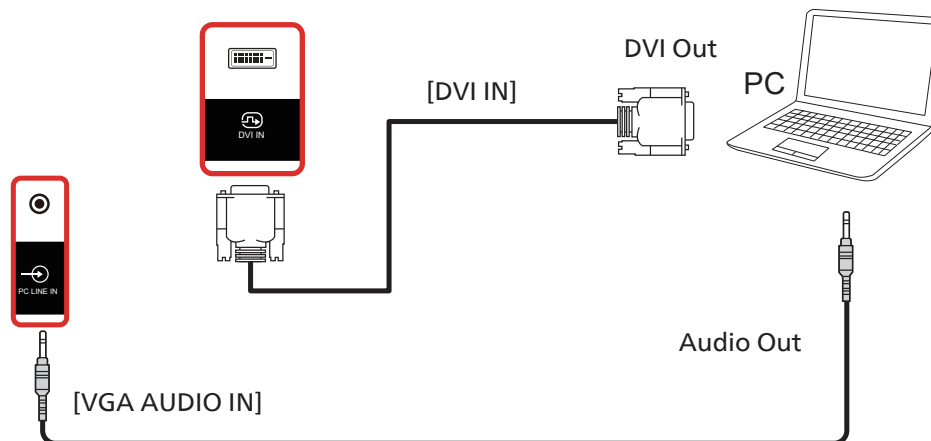 DVI Out
PC
[DVI IN]
DVI IN
PC LINE IN
Audio Out
[VGA AUDIO IN]